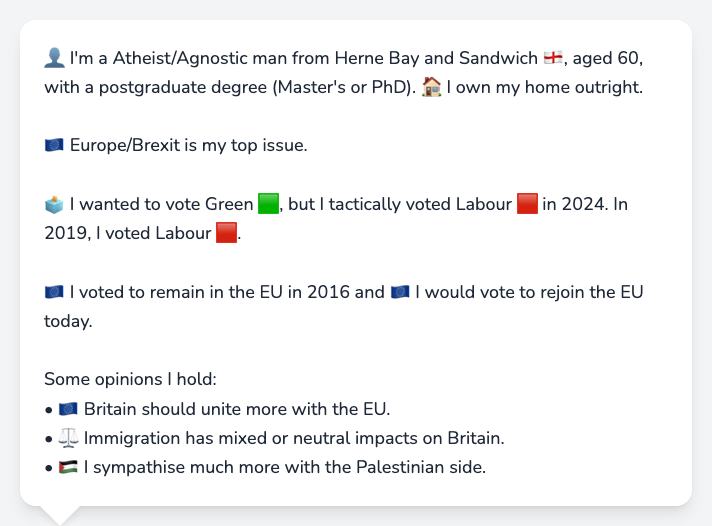 👤 I'm a Atheist/Agnostic man from Herne Bay and Sandwich 🏴󠁧󠁢󠁥󠁮󠁧󠁿, aged 60,
with a postgraduate degree (Master's or PhD). 🏠 I own my home outright.
🇪🇺 Europe/Brexit is my top issue.
🗳️ I wanted to vote Green 🟩, but I tactically voted Labour 🟥 in 2024. In
2019, I voted Labour 🟥.
🇪🇺 I voted to remain in the EU in 2016 and 🇪🇺 I would vote to rejoin the EU
today.
Some opinions I hold:
• 🇪🇺 Britain should unite more with the EU.
• ⚖️ Immigration has mixed or neutral impacts on Britain.
• 🇵🇸 I sympathise much more with the Palestinian side.